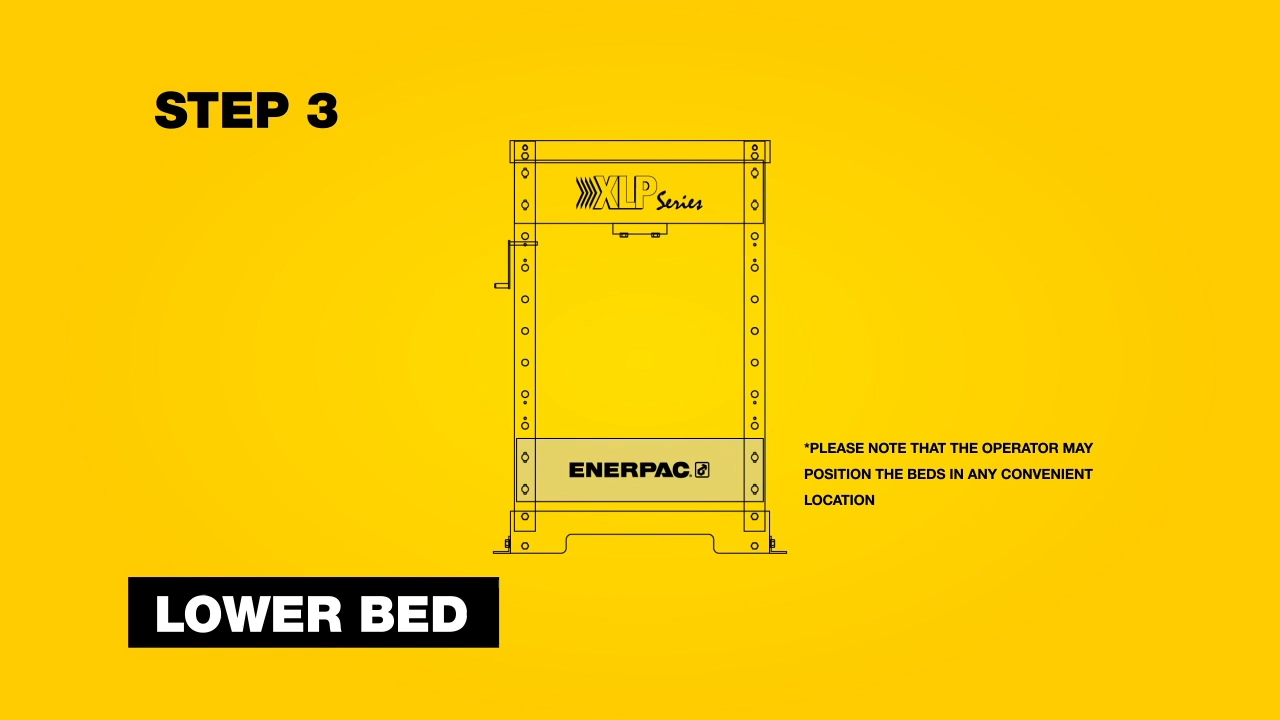 STEP 3
XLP Series
*PLEASE NOTE THAT THE OPERATOR MAY
POSITION THE BEDS IN ANY CONVENIENT
LOCATION
ENERPAC.
LOWER BED